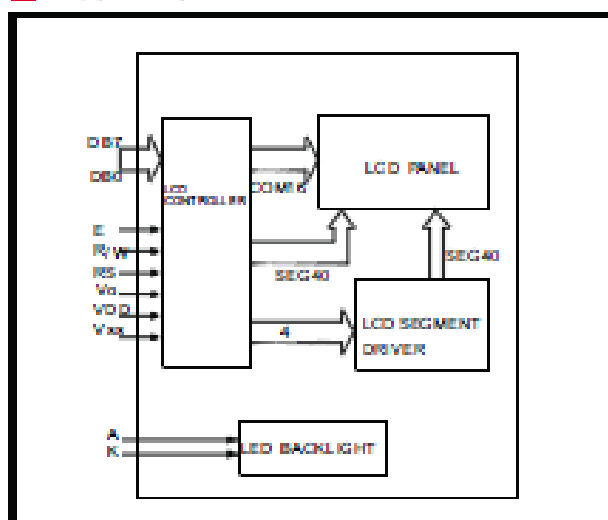 DB7
DB0
LCD
CONTROLLER
COM16
LCD PANEL
E
R/W
RS
Vo
VDD
Vss
SEG40
SEG40
4
LCD SEGMENT
DRIVER
A
K
LED BACKLIGHT